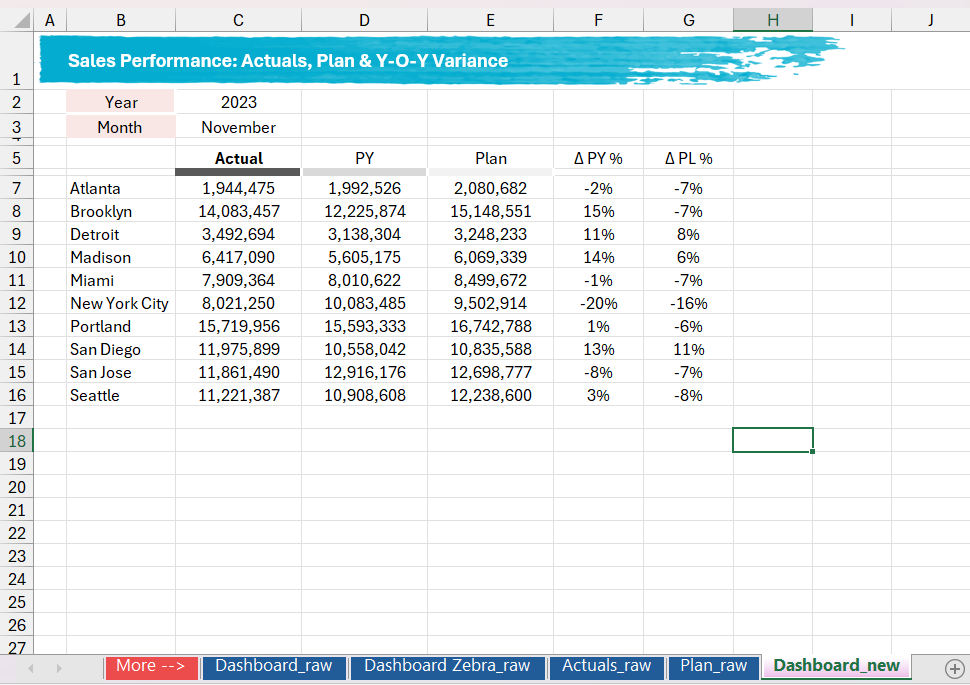 A B C D E F G H I J
1 Sales Performance: Actuals, Plan & Y-O-Y Variance
2 Year 2023
3 Month November
5 Actual PY Plan Δ PY % Δ PL %
7 Atlanta 1,944,475 1,992,526 2,080,682 -2% -7%
8 Brooklyn 14,083,457 12,225,874 15,148,551 15% -7%
9 Detroit 3,492,694 3,138,304 3,248,233 11% 8%
10 Madison 6,417,090 5,605,175 6,069,339 14% 6%
11 Miami 7,909,364 8,010,622 8,499,672 -1% -7%
12 New York City 8,021,250 10,083,485 9,502,914 -20% -16%
13 Portland 15,719,956 15,593,333 16,742,788 1% -6%
14 San Diego 11,975,899 10,558,042 10,835,588 13% 11%
15 San Jose 11,861,490 12,916,176 12,698,777 -8% -7%
16 Seattle 11,221,387 10,908,608 12,238,600 3% -8%
17
18
19
20
21
22
23
24
25
26
27
More --> Dashboard_raw Dashboard Zebra_raw Actuals_raw Plan_raw Dashboard_new